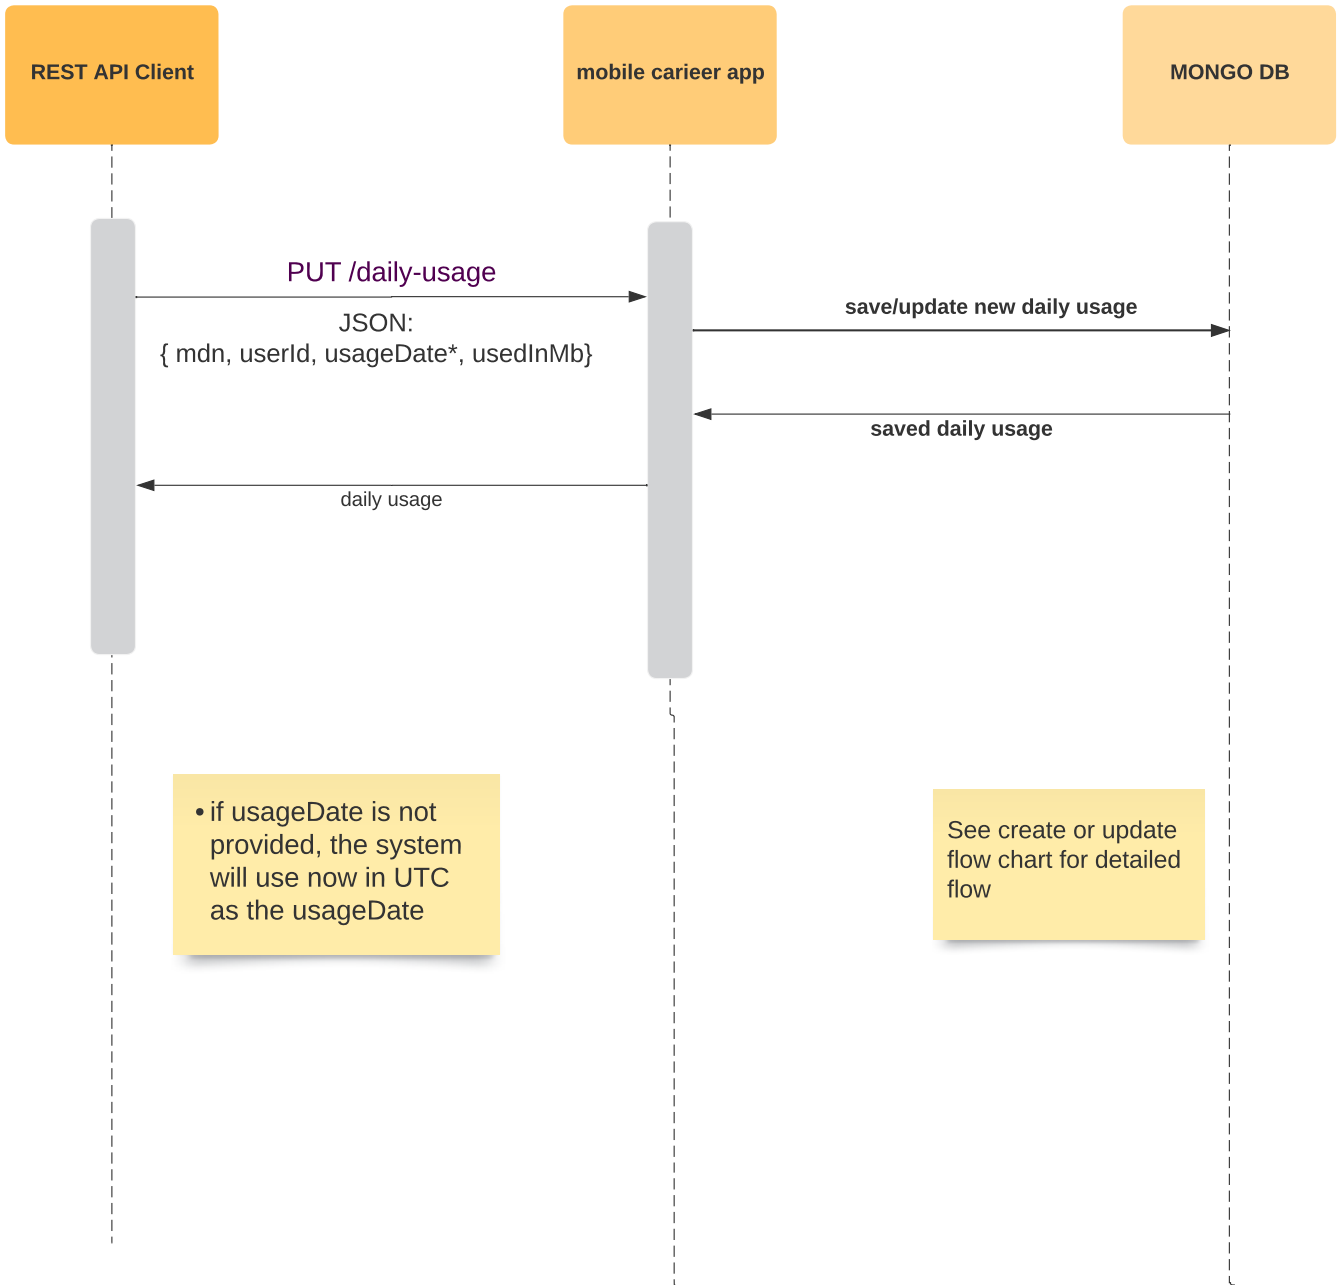 REST API Client
mobile carieer app
MONGO DB
PUT /daily-usage
JSON:
{ mdn, userId, usageDate*, usedInMb}
save/update new daily usage
saved daily usage
daily usage
• if usageDate is not
provided, the system
will use now in UTC
as the usageDate
See create or update
flow chart for detailed
flow